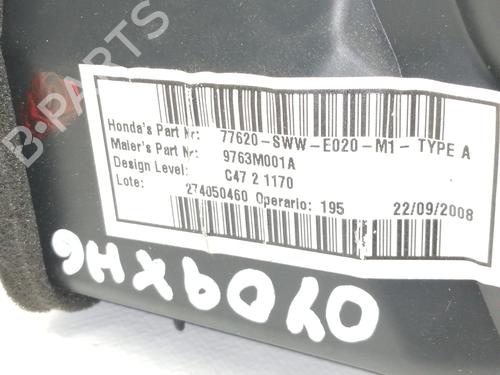 B-PARTS
Honda's Part Nr: 77620-SWW-E020-M1- TYPE A
Maier's Part Nr: 9763M001A
Design Level: C47 2 1170
Lote: 274050460 Operario: 195 22/09/2008